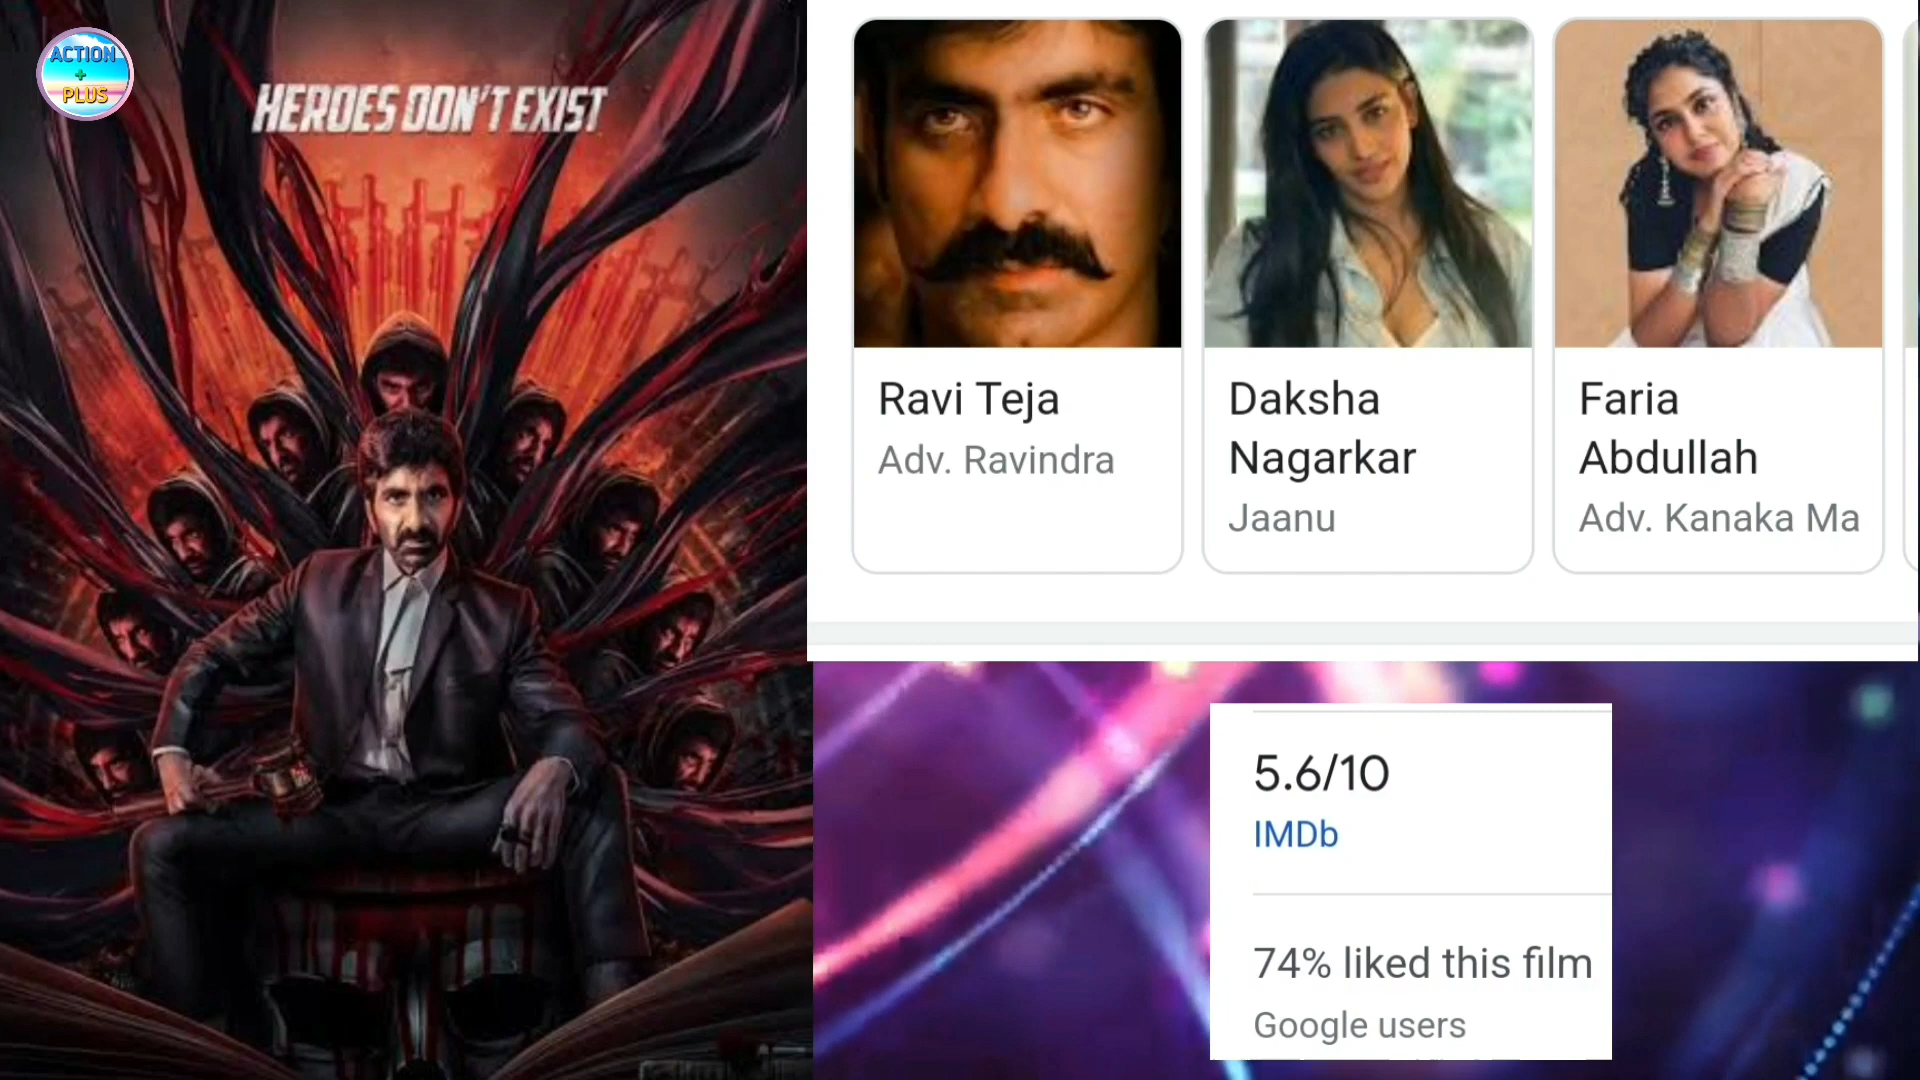 ACTION
+
PLUS
HEROES DON'T EXIST
Ravi Teja
Adv. Ravindra
Daksha
Nagarkar
Jaanu
Faria
Abdullah
Adv. Kanaka Ma
5.6/10
IMDb
74% liked this film
Google users